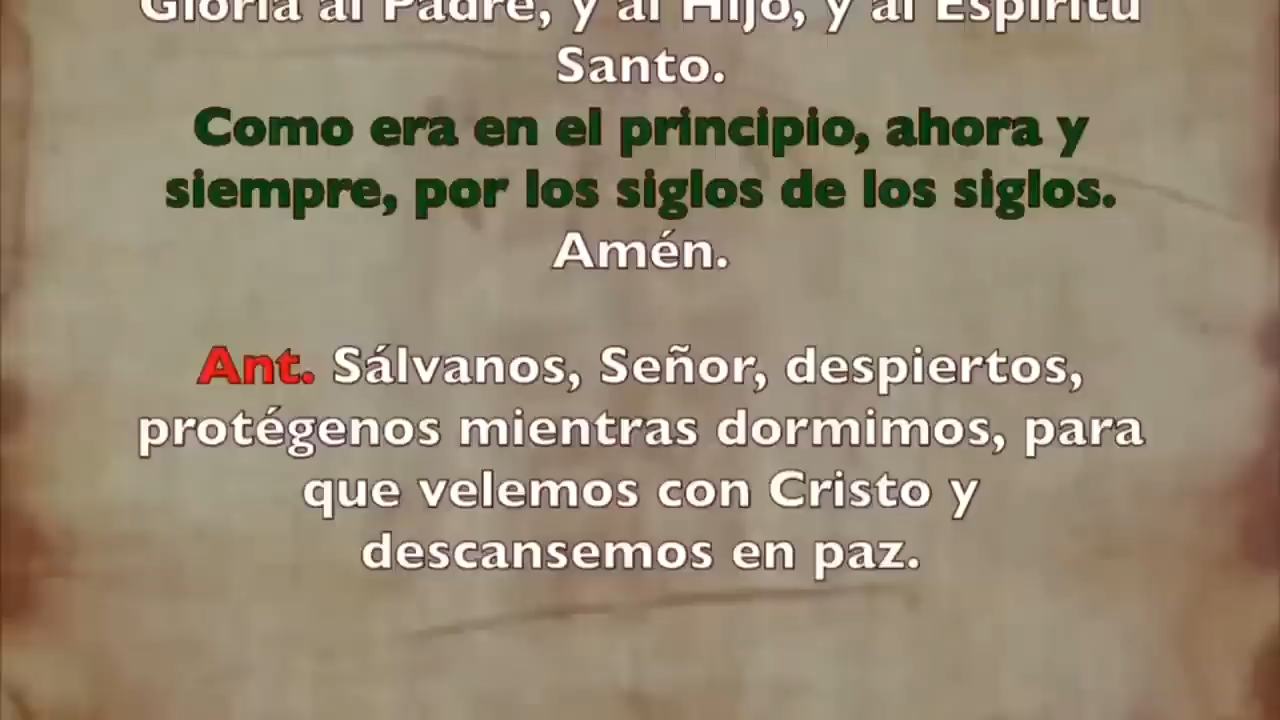 Gloria al Padre, y al Hijo, y al Espíritu
Santo.
Como era en el principio, ahora y
siempre, por los siglos de los siglos.
Amén.
Ant. Sálvanos, Señor, despiertos,
protégenos mientras dormimos, para
que velemos con Cristo y
descansemos en paz.